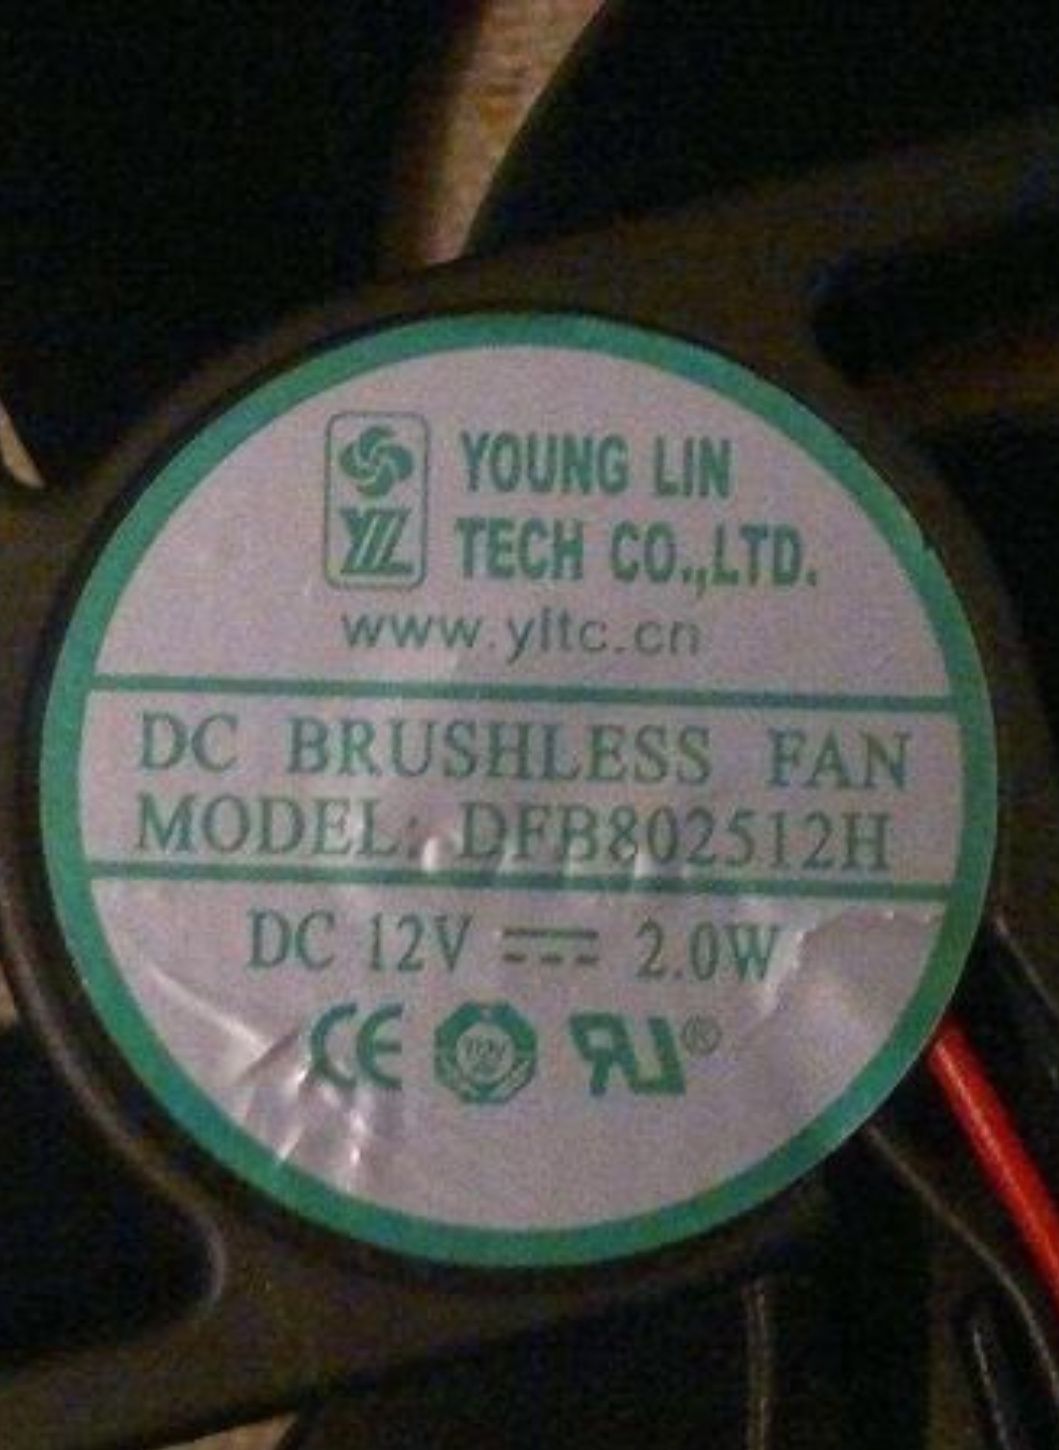 YOUNG LIN
TECH CO.,LTD.
www.yltc.cn
DC BRUSHLESS FAN
MODEL: DFB802512H
DC 12V ⎓ 2.0W
CE
®